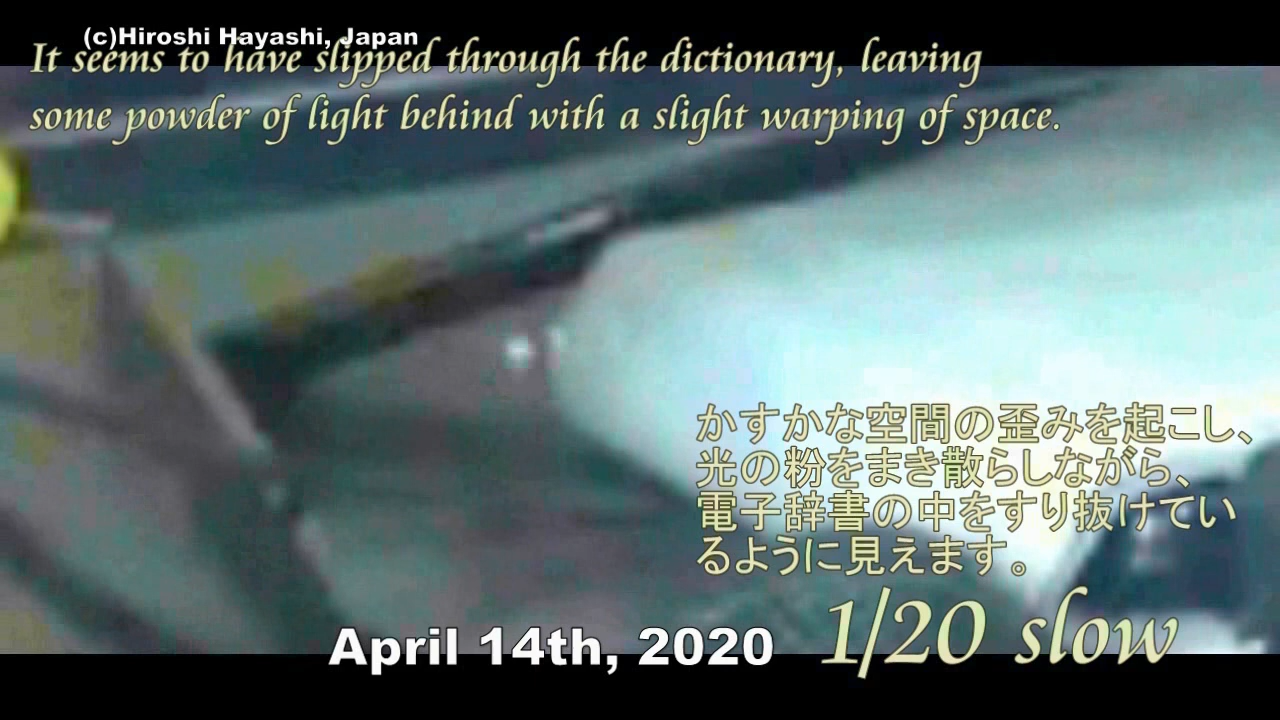 (c)Hiroshi Hayashi, Japan
It seems to have slipped through the dictionary, leaving
some powder of light behind with a slight warping of space.
かすかな空間の歪みを起こし、
光の粉をまき散らしながら、
電子辞書の中をすり抜けてい
るように見えます。
April 14th, 2020
1/20 slow